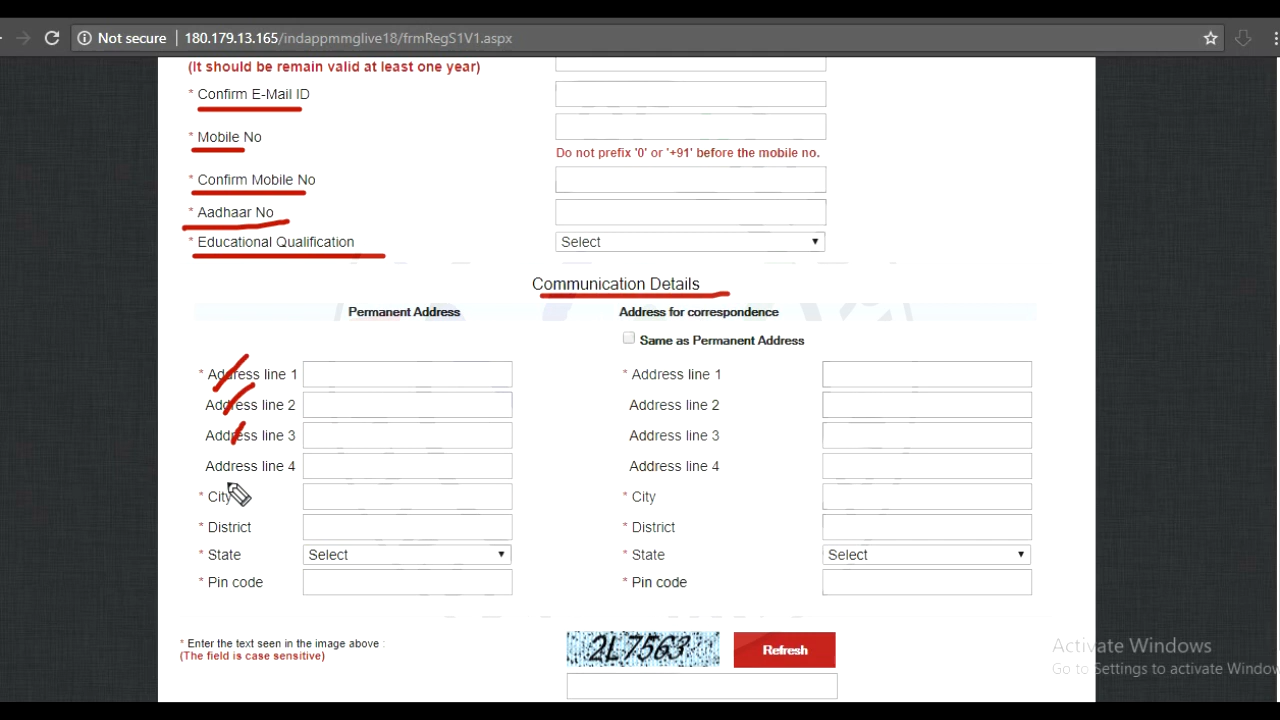 Not secure 180.179.13.165/indappmmglive18/frmRegS1V1.aspx
(It should be remain valid at least one year)
* Confirm E-Mail ID
* Mobile No
Do not prefix '0' or '+91' before the mobile no.
* Confirm Mobile No
* Aadhaar No
* Educational Qualification Select
Communication Details
Permanent Address Address for correspondence
Same as Permanent Address
* Address line 1 * Address line 1
Address line 2 Address line 2
Address line 3 Address line 3
Address line 4 Address line 4
* City * City
* District * District
* State Select * State Select
* Pin code * Pin code
* Enter the text seen in the image above :
(The field is case sensitive)
2L7563 Refresh
Activate Windows
Go to Settings to activate Window